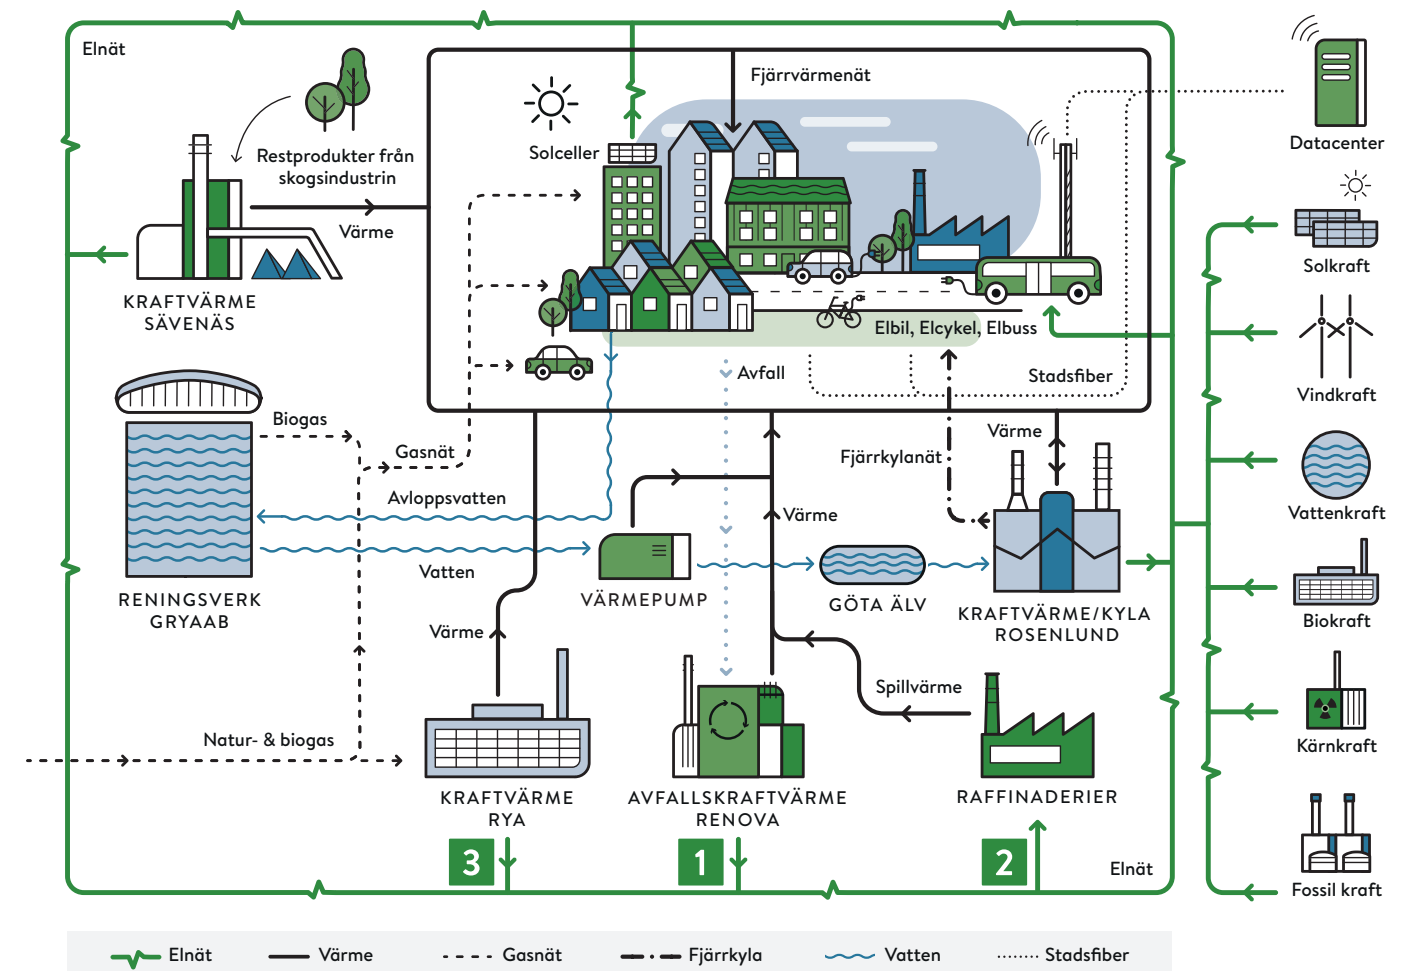 Elnät
Fjärrvärmenät
Datacenter
Restprodukter från
skogsindustrin
Solceller
Värme
Solkraft
KRAFTVÄRME
SÄVENÄS
Elbil, Elcykel, Elbuss
Avfall
Stadsfiber
Vindkraft
Biogas
Gasnät
Värme
Fjärrkylanät
Avloppsvatten
Värme
Vattenkraft
Vatten
RENINGSVERK
GRYAAB
VÄRMEPUMP
GÖTA ÄLV
KRAFTVÄRME/KYLA
ROSENLUND
Biokraft
Värme
Spillvärme
Natur- & biogas
Kärnkraft
KRAFTVÄRME
RYA
AVFALLSKRAFTVÄRME
RENOVA
RAFFINADERIER
3
1
2
Elnät
Fossil kraft
Elnät
Värme
Gasnät
Fjärrkyla
Vatten
Stadsfiber